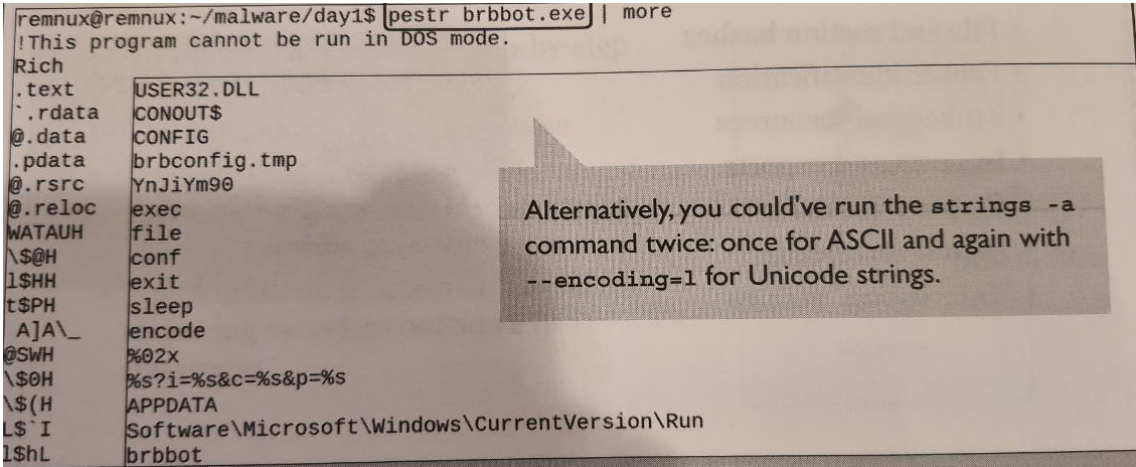 remnux@remnux:~/malware/day1$ pestr brbbot.exe | more
!This program cannot be run in DOS mode.
Rich
.text
`.rdata
@.data
.pdata
@.rsrc
@.reloc
WATAUH
\$@H
l$HH
t$PH
A]A\_
@SWH
\$0H
\$(H
L$`I
l$hL
USER32.DLL
CONOUT$
CONFIG
brbconfig.tmp
YnJiYm90
exec
file
conf
exit
sleep
encode
%02x
%s?i=%s&c=%s&p=%s
APPDATA
Software\Microsoft\Windows\CurrentVersion\Run
brbbot
Alternatively, you could've run the strings -a
command twice: once for ASCII and again with
--encoding=l for Unicode strings.